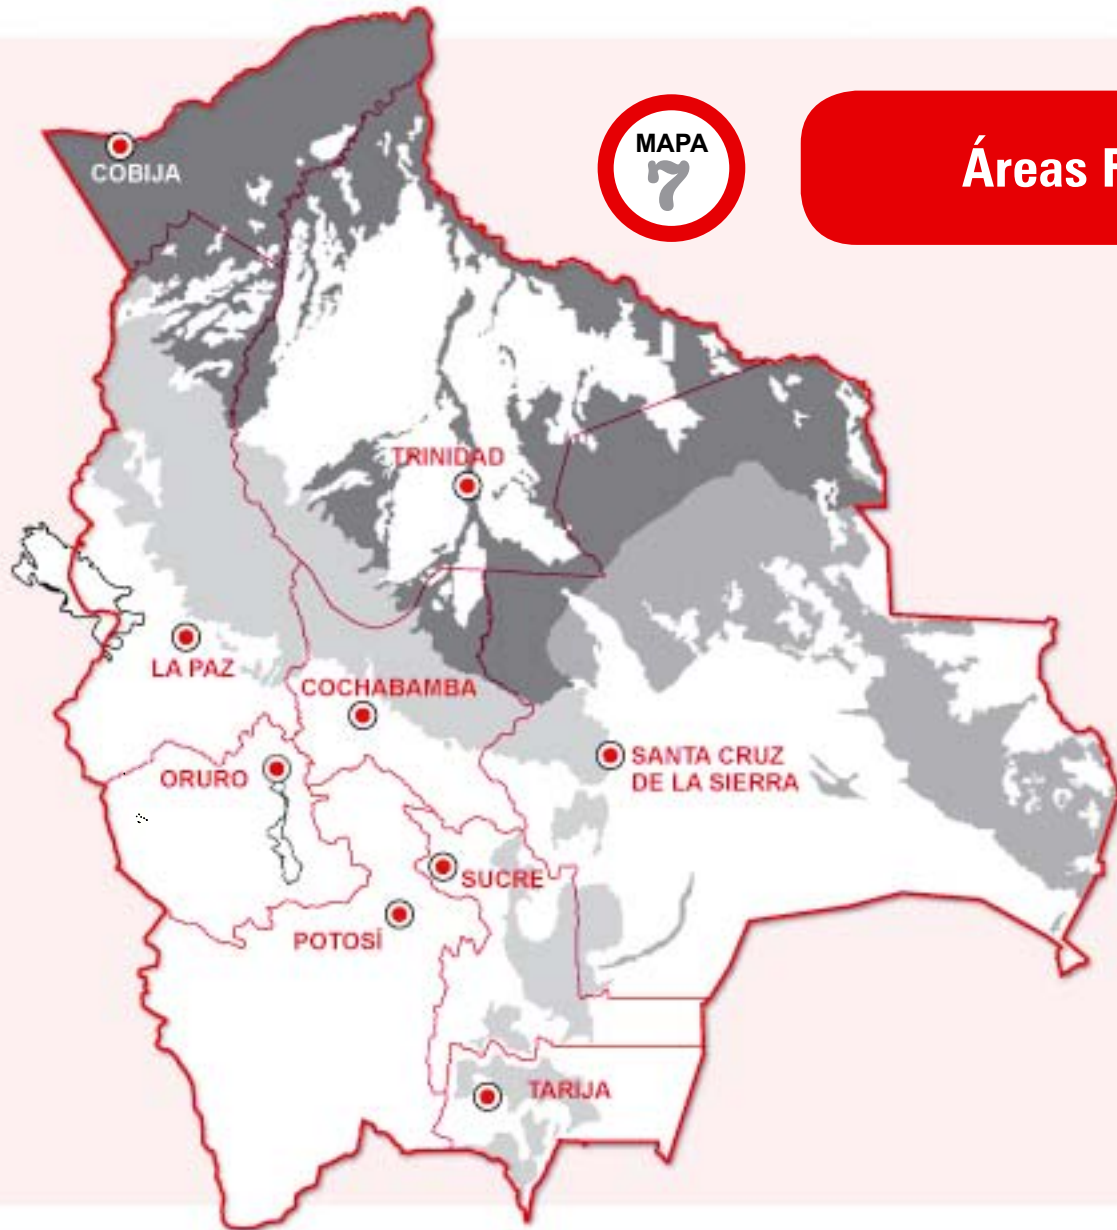 MAPA
7
Áreas F
COBIJA
TRINIDAD
LA PAZ
COCHABAMBA
ORURO
SANTA CRUZ
DE LA SIERRA
SUCRE
POTOSÍ
TARIJA